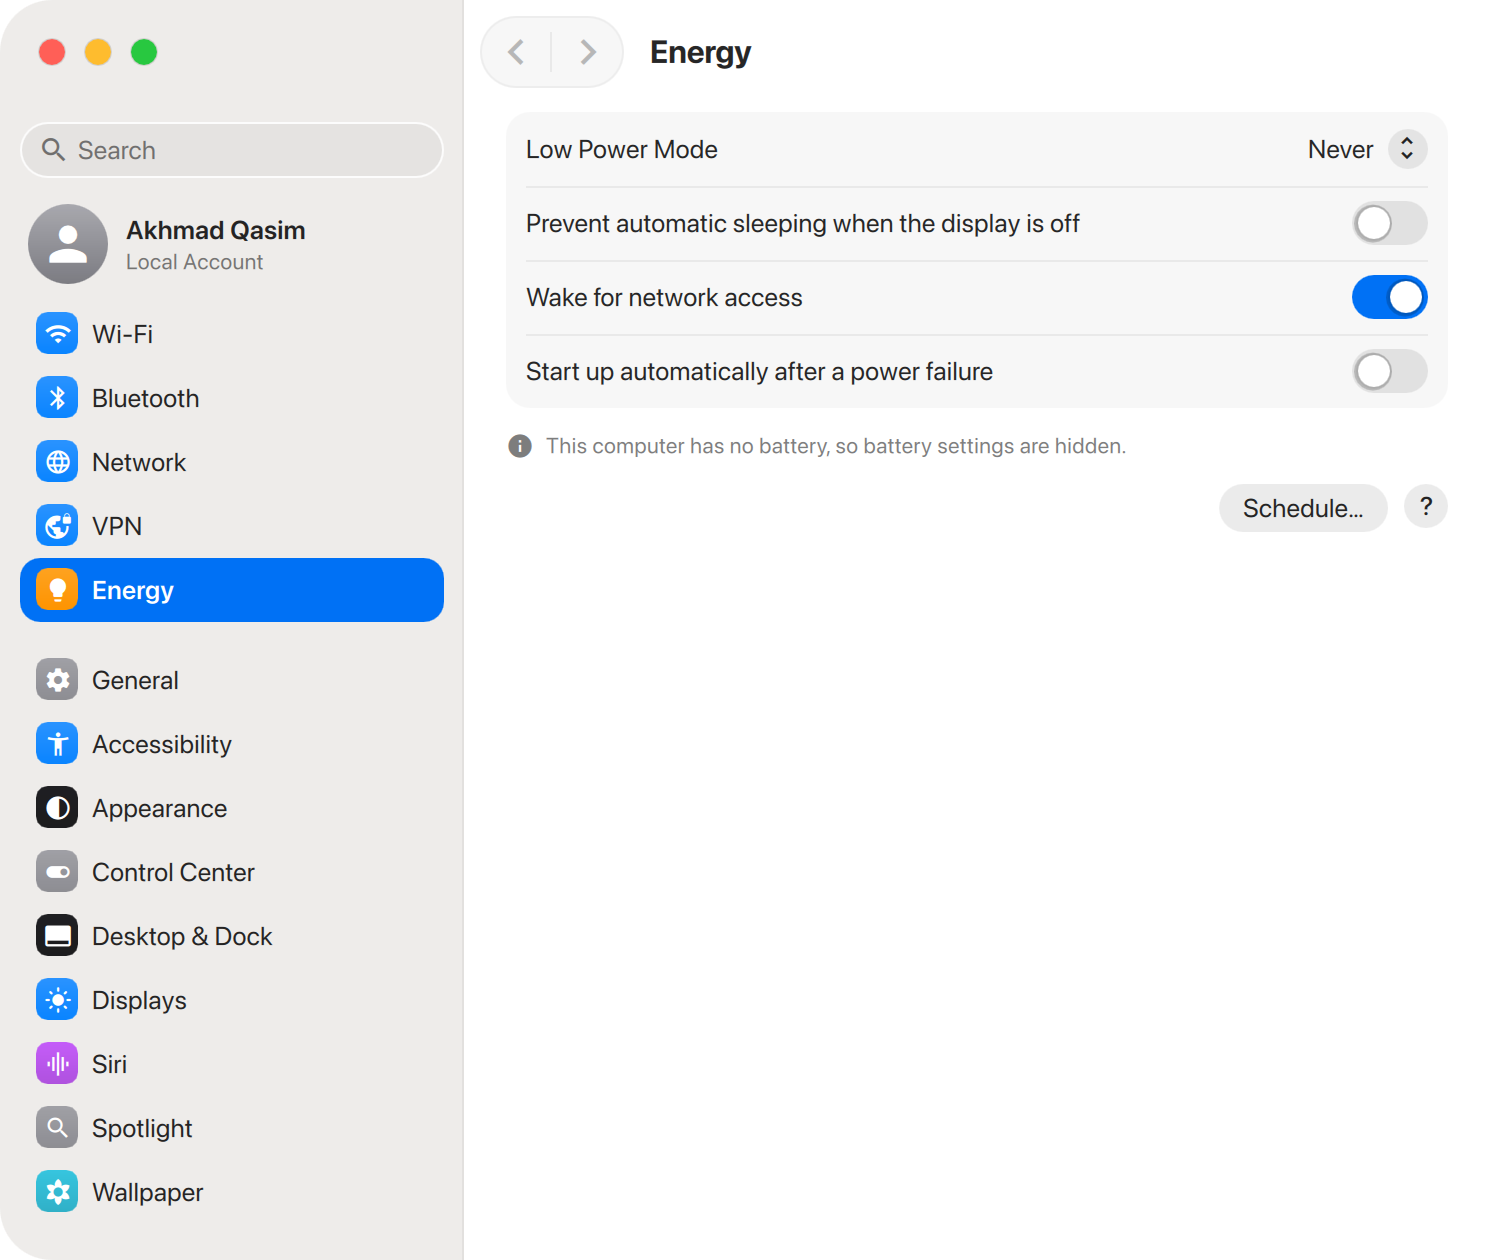 Search
Akhmad Qasim
Local Account
Wi-Fi
Bluetooth
Network
VPN
Energy
General
Accessibility
Appearance
Control Center
Desktop & Dock
Displays
Siri
Spotlight
Wallpaper
Energy
Low Power Mode Never
Prevent automatic sleeping when the display is off
Wake for network access
Start up automatically after a power failure
This computer has no battery, so battery settings are hidden.
Schedule... ?